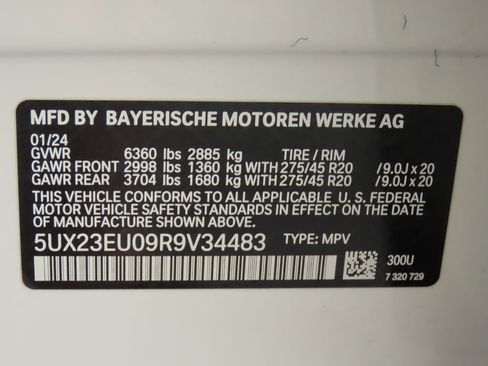 MFD BY BAYERISCHE MOTOREN WERKE AG
01/24
GVWR 6360 lbs 2885 kg TIRE / RIM
GAWR FRONT 2998 lbs 1360 kg WITH 275/45 R20 / 9.0J x 20
GAWR REAR 3704 lbs 1680 kg WITH 275/45 R20 / 9.0J x 20
THIS VEHICLE CONFORMS TO ALL APPLICABLE U. S. FEDERAL
MOTOR VEHICLE SAFETY STANDARDS IN EFFECT ON THE DATE
OF MANUFACTURE SHOWN ABOVE.
5UX23EU09R9V34483 TYPE: MPV
300U
7 320 729